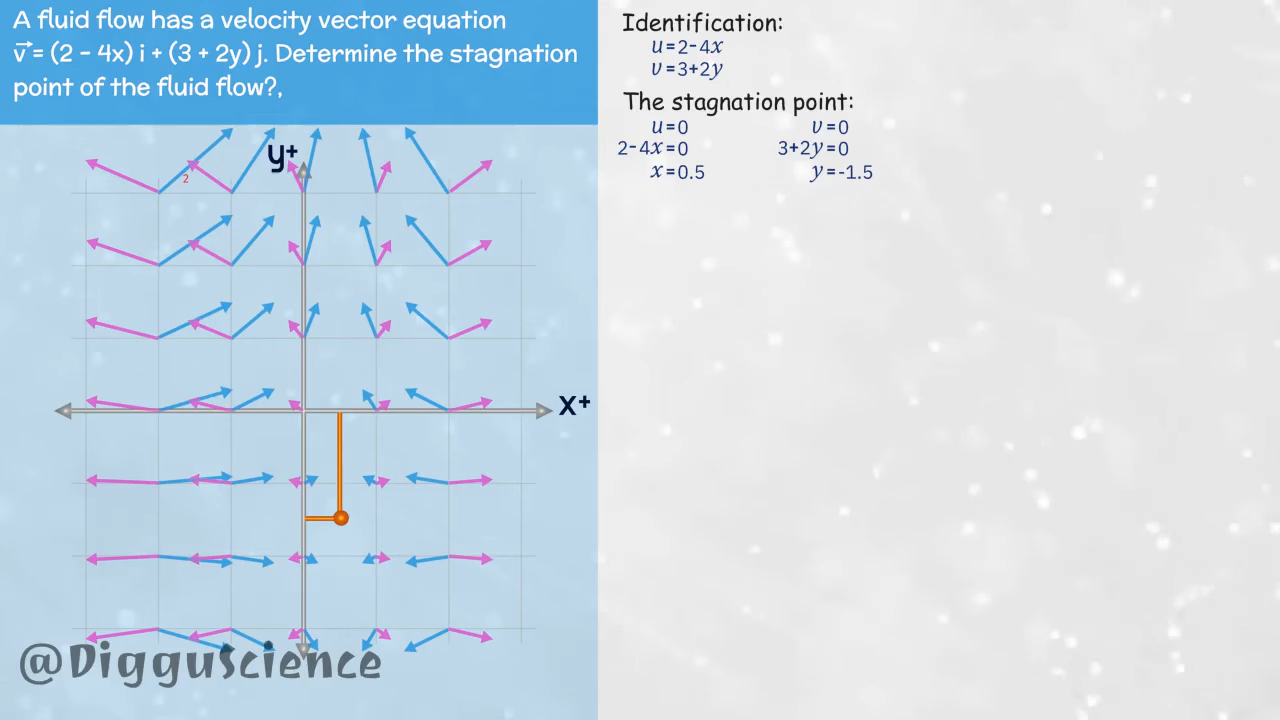 A fluid flow has a velocity vector equation
v⃗ = (2 – 4x) i + (3 + 2y) j. Determine the stagnation
point of the fluid flow?,
Identification:
u=2-4x
v=3+2y
The stagnation point:
u=0 v=0
2-4x=0 3+2y=0
x=0.5 y=-1.5
y+
2
x+
@Digguscience